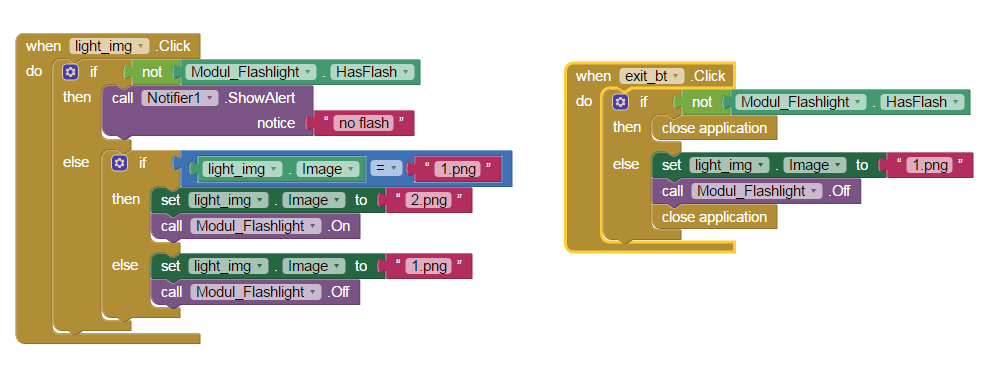 when light_img .Click
do if not Modul_Flashlight . HasFlash
then call Notifier1 .ShowAlert
notice “ no flash ”
else if light_img . Image = “ 1.png ”
then set light_img . Image to “ 2.png ”
call Modul_Flashlight .On
else set light_img . Image to “ 1.png ”
call Modul_Flashlight .Off
when exit_bt .Click
do if not Modul_Flashlight . HasFlash
then close application
else set light_img . Image to “ 1.png ”
call Modul_Flashlight .Off
close application